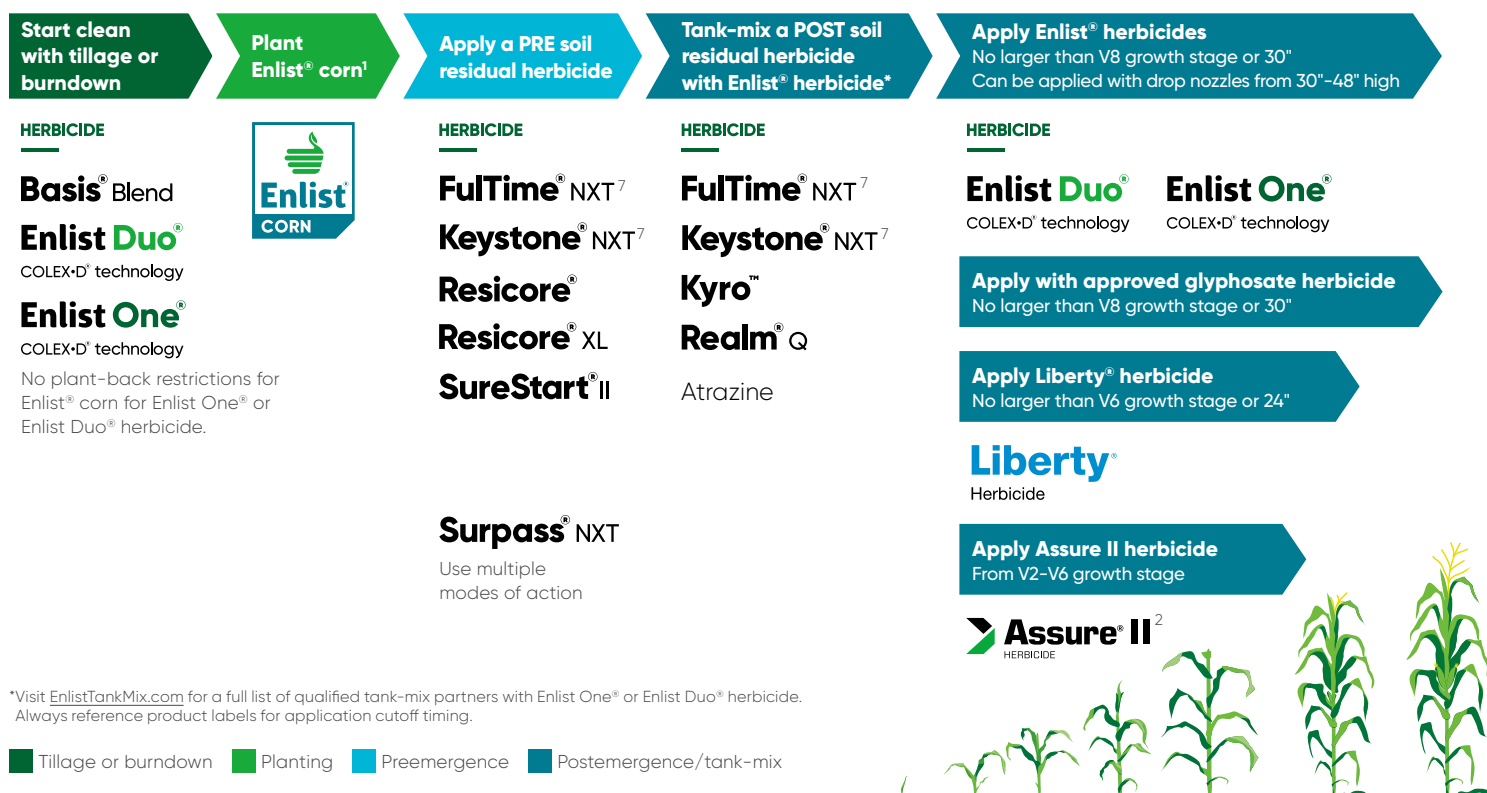 Start clean
with tillage or
burndown
Plant
Enlist® corn¹
Apply a PRE soil
residual herbicide
Tank-mix a POST soil
residual herbicide
with Enlist® herbicide*
Apply Enlist® herbicides
No larger than V8 growth stage or 30"
Can be applied with drop nozzles from 30"-48" high
HERBICIDE
Basis® Blend
Enlist Duo®
COLEX•D® technology
Enlist One®
COLEX•D® technology
No plant-back restrictions for
Enlist® corn for Enlist One® or
Enlist Duo® herbicide.
Enlist®
CORN
HERBICIDE
FulTime® NXT⁷
Keystone® NXT⁷
Resicore®
Resicore® XL
SureStart® II
Surpass® NXT
Use multiple
modes of action
HERBICIDE
FulTime® NXT⁷
Keystone® NXT⁷
Kyro™
Realm® Q
Atrazine
HERBICIDE
Enlist Duo®
COLEX•D® technology
Enlist One®
COLEX•D® technology
Apply with approved glyphosate herbicide
No larger than V8 growth stage or 30"
Apply Liberty® herbicide
No larger than V6 growth stage or 24"
Liberty®
Herbicide
Apply Assure II herbicide
From V2-V6 growth stage
Assure® II²
HERBICIDE
*Visit EnlistTankMix.com for a full list of qualified tank-mix partners with Enlist One® or Enlist Duo® herbicide.
Always reference product labels for application cutoff timing.
Tillage or burndown
Planting
Preemergence
Postemergence/tank-mix